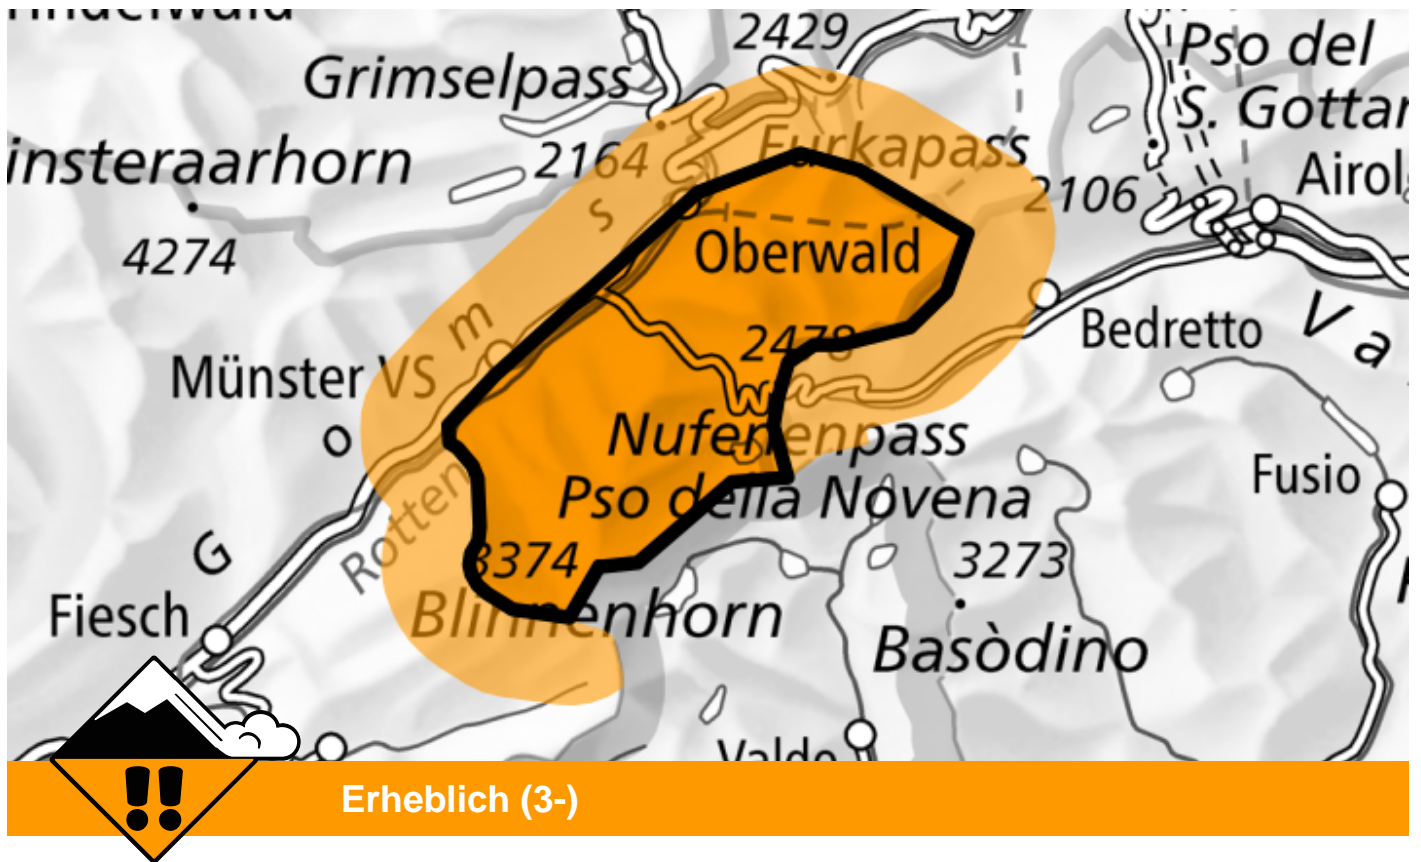 2429
Pso del
Grimselpass
S. Gottar
2164
Furkapass
insteraarhorn
Airol
2106
s
4274
Oberwald
V a
m
2478
Bedretto
Münster VS
o
Nufenenpass
Fusio
Pso della Novena
Rotten
G
3374
3273
Fiesch
Blinnenhorn
Basòdino
Erheblich (3-)